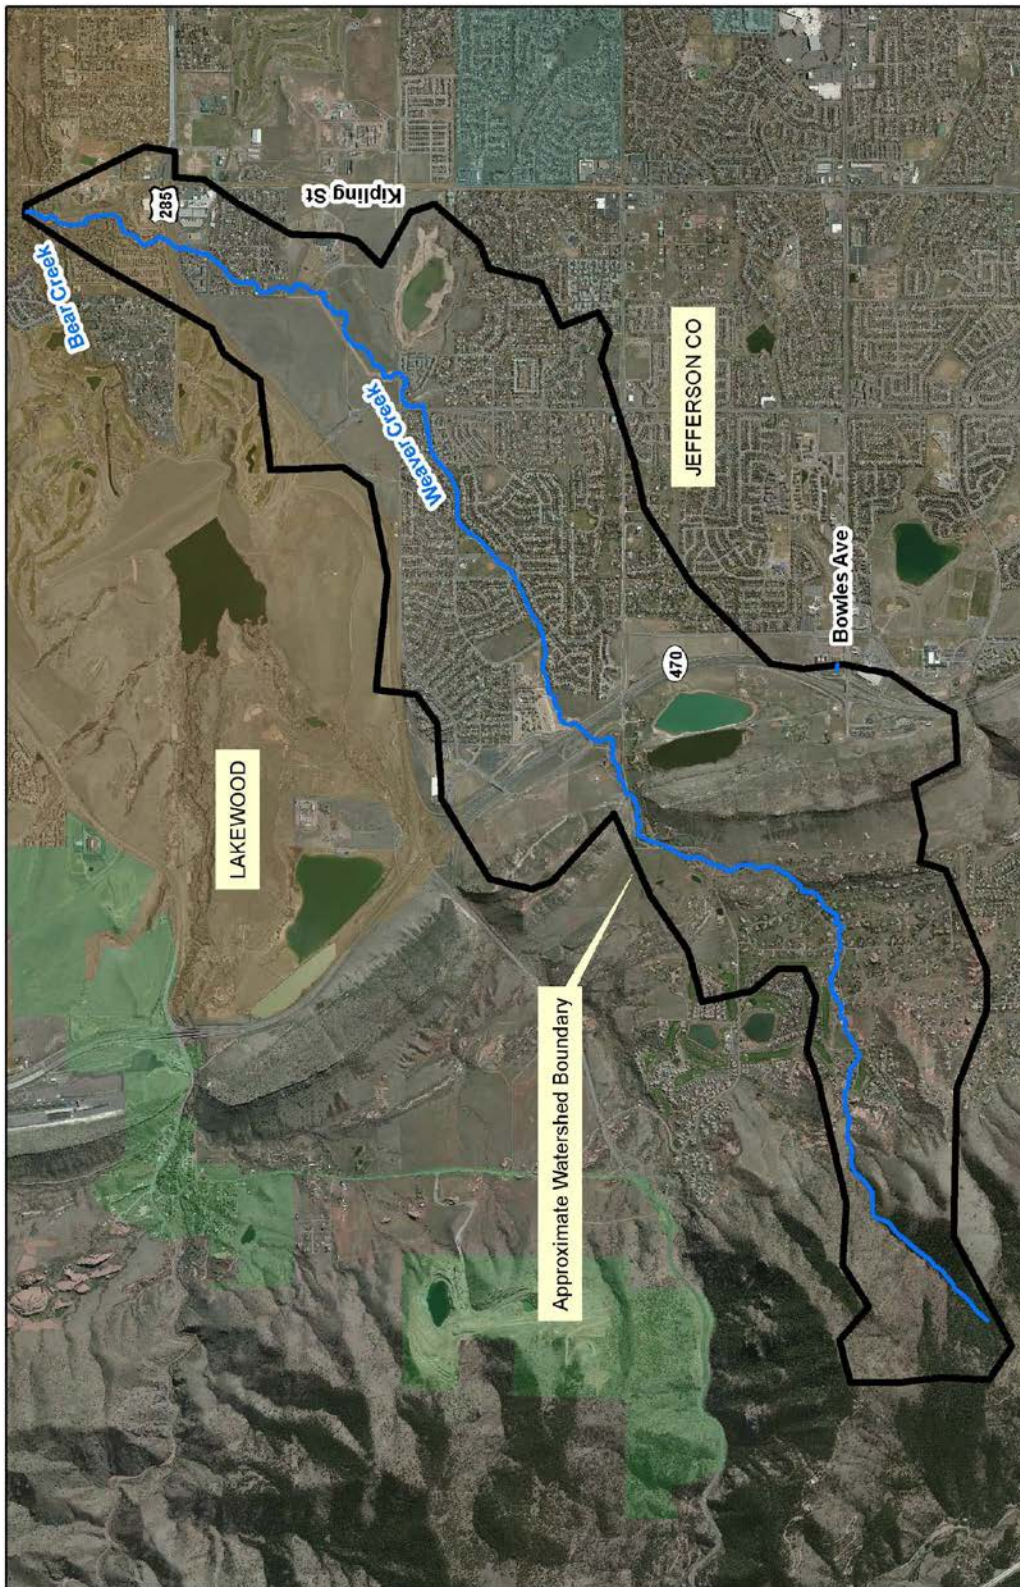 Bear Creek
285
Kipling St
Weaver Creek
LAKEWOOD
JEFFERSON CO
470
Bowles Ave
Approximate Watershed Boundary